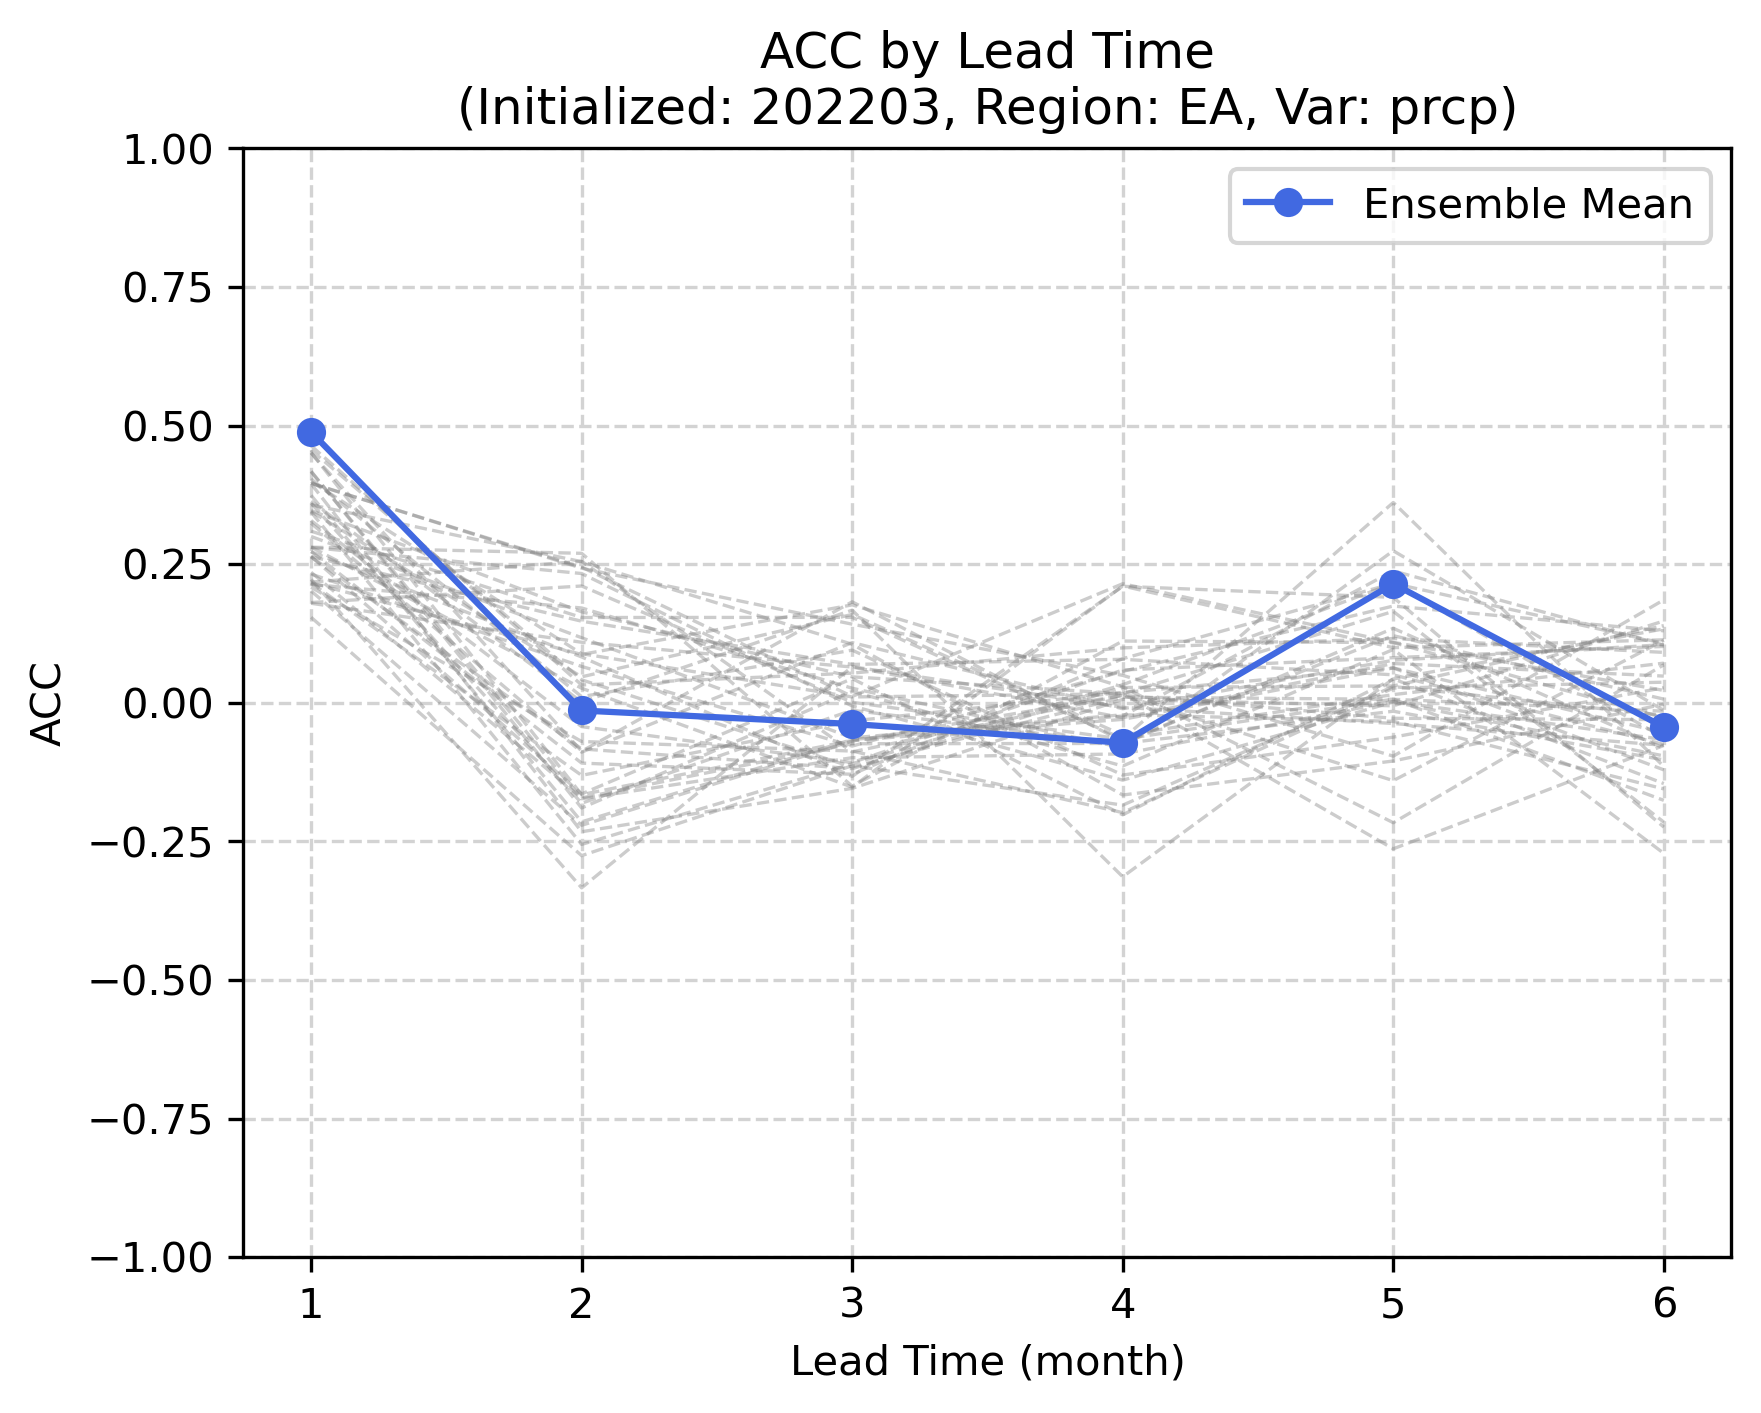 ACC by Lead Time
(Initialized: 202203, Region: EA, Var: prcp)
Ensemble Mean
ACC
1.00
0.75
0.50
0.25
0.00
−0.25
−0.50
−0.75
−1.00
1 2 3 4 5 6
Lead Time (month)